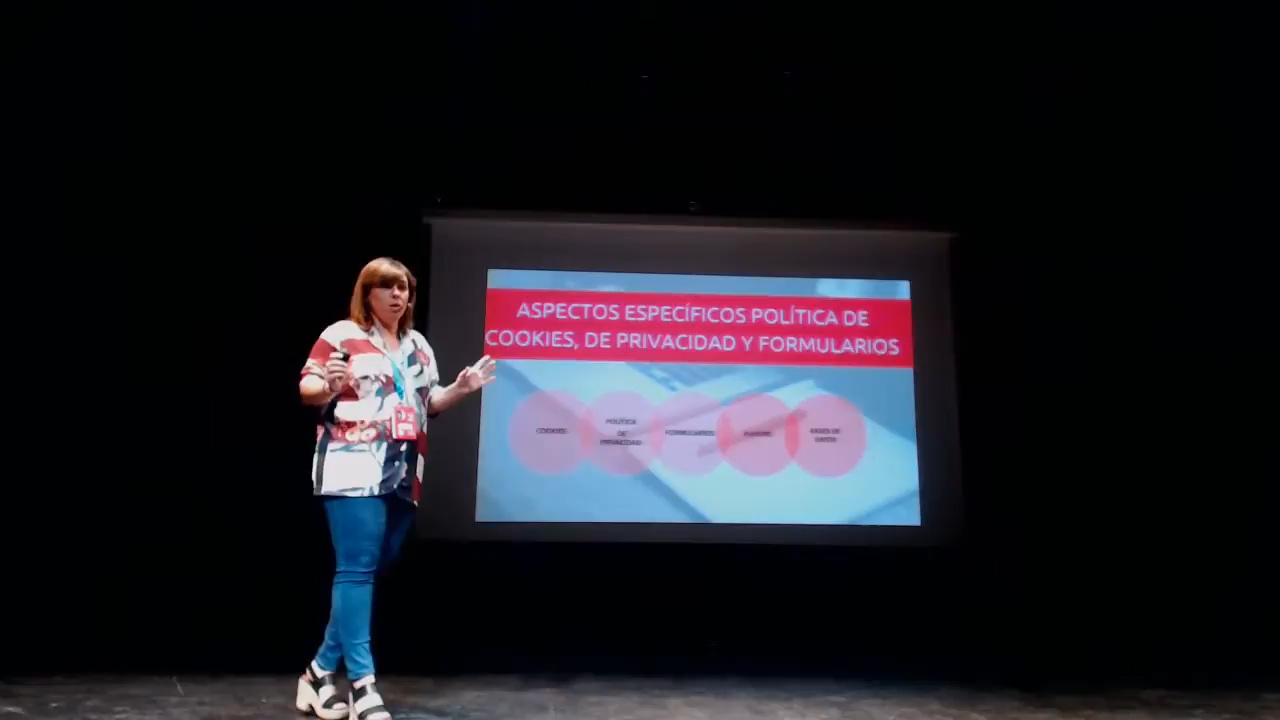 ASPECTOS ESPECÍFICOS POLÍTICA DE
COOKIES, DE PRIVACIDAD Y FORMULARIOS
COOKIES
POLÍTICA
DE
PRIVACIDAD
FORMULARIOS
BASES DE
DATOS